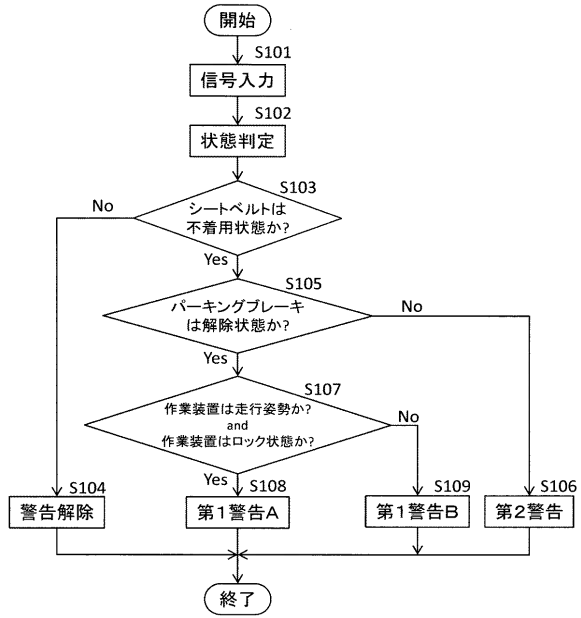 開始
S101
信号入力
S102
状態判定
S103
シートベルトは
不着用状態か?
No
Yes
S105
パーキングブレーキ
は解除状態か?
No
Yes
S107
作業装置は走行姿勢か?
and
作業装置はロック状態か?
No
Yes
S104
警告解除
S108
第1警告A
S109
第1警告B
S106
第2警告
終了